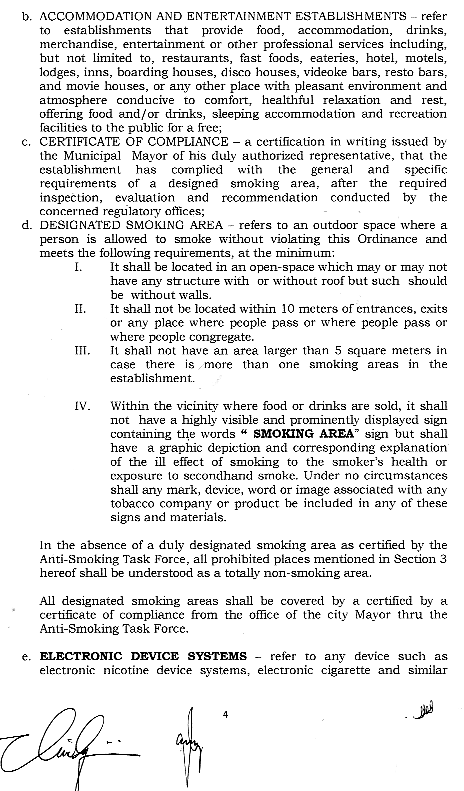 b. ACCOMMODATION AND ENTERTAINMENT ESTABLISHMENTS – refer
to establishments that provide food, accommodation, drinks,
merchandise, entertainment or other professional services including,
but not limited to, restaurants, fast foods, eateries, hotel, motels,
lodges, inns, boarding houses, disco houses, videoke bars, resto bars,
and movie houses, or any other place with pleasant environment and
atmosphere conducive to comfort, healthful relaxation and rest,
offering food and/or drinks, sleeping accommodation and recreation
facilities to the public for a free;
c. CERTIFICATE OF COMPLIANCE – a certification in writing issued by
the Municipal Mayor of his duly authorized representative, that the
establishment has complied with the general and specific
requirements of a designed smoking area, after the required
inspection, evaluation and recommendation conducted by the
concerned regulatory offices;
d. DESIGNATED SMOKING AREA – refers to an outdoor space where a
person is allowed to smoke without violating this Ordinance and
meets the following requirements, at the minimum:
I. It shall be located in an open-space which may or may not
have any structure with or without roof but such should
be without walls.
II. It shall not be located within 10 meters of entrances, exits
or any place where people pass or where people pass or
where people congregate.
III. It shall not have an area larger than 5 square meters in
case there is more than one smoking areas in the
establishment.
IV. Within the vicinity where food or drinks are sold, it shall
not have a highly visible and prominently displayed sign
containing the words “ SMOKING AREA” sign but shall
have a graphic depiction and corresponding explanation
of the ill effect of smoking to the smoker's health or
exposure to secondhand smoke. Under no circumstances
shall any mark, device, word or image associated with any
tobacco company or product be included in any of these
signs and materials.
In the absence of a duly designated smoking area as certified by the
Anti-Smoking Task Force, all prohibited places mentioned in Section 3
hereof shall be understood as a totally non-smoking area.
All designated smoking areas shall be covered by a certified by a
certificate of compliance from the office of the city Mayor thru the
Anti-Smoking Task Force.
e. ELECTRONIC DEVICE SYSTEMS – refer to any device such as
electronic nicotine device systems, electronic cigarette and similar
4